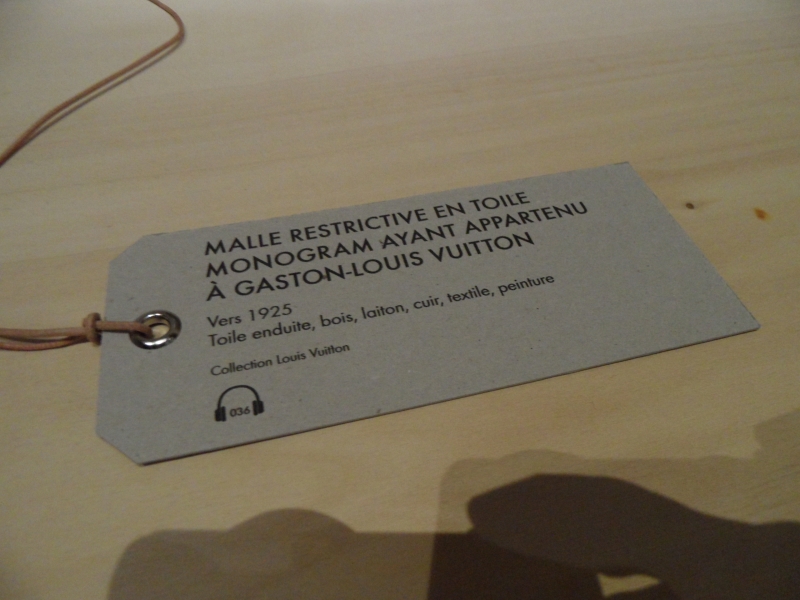 MALLE RESTRICTIVE EN TOILE
MONOGRAM AYANT APPARTENU
À GASTON-LOUIS VUITTON
Vers 1925
Toile enduite, bois, laiton, cuir, textile, peinture
Collection Louis Vuitton
036